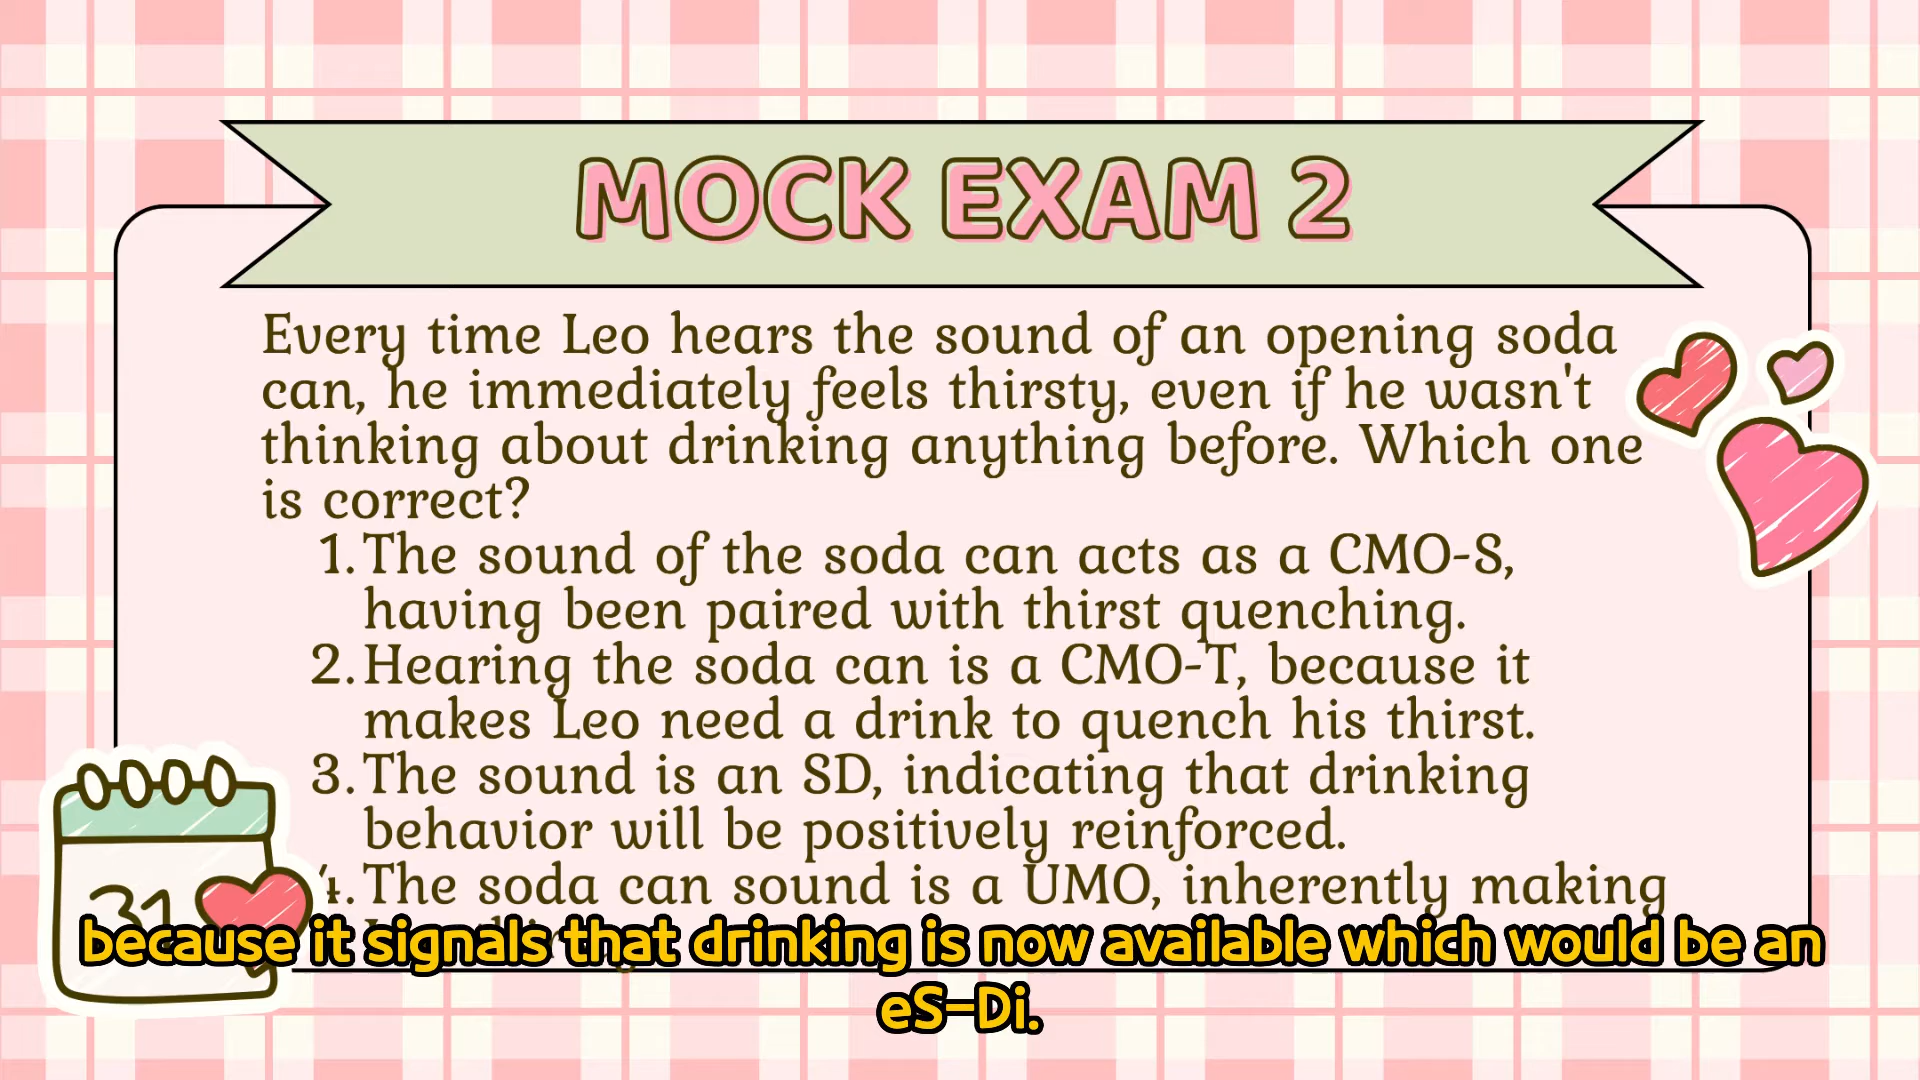 MOCK EXAM 2
Every time Leo hears the sound of an opening soda
can, he immediately feels thirsty, even if he wasn't
thinking about drinking anything before. Which one
is correct?
1. The sound of the soda can acts as a CMO-S,
having been paired with thirst quenching.
2. Hearing the soda can is a CMO-T, because it
makes Leo need a drink to quench his thirst.
3. The sound is an SD, indicating that drinking
behavior will be positively reinforced.
4. The soda can sound is a UMO, inherently making
31
because it signals that drinking is now available which would be an
eS-Di.